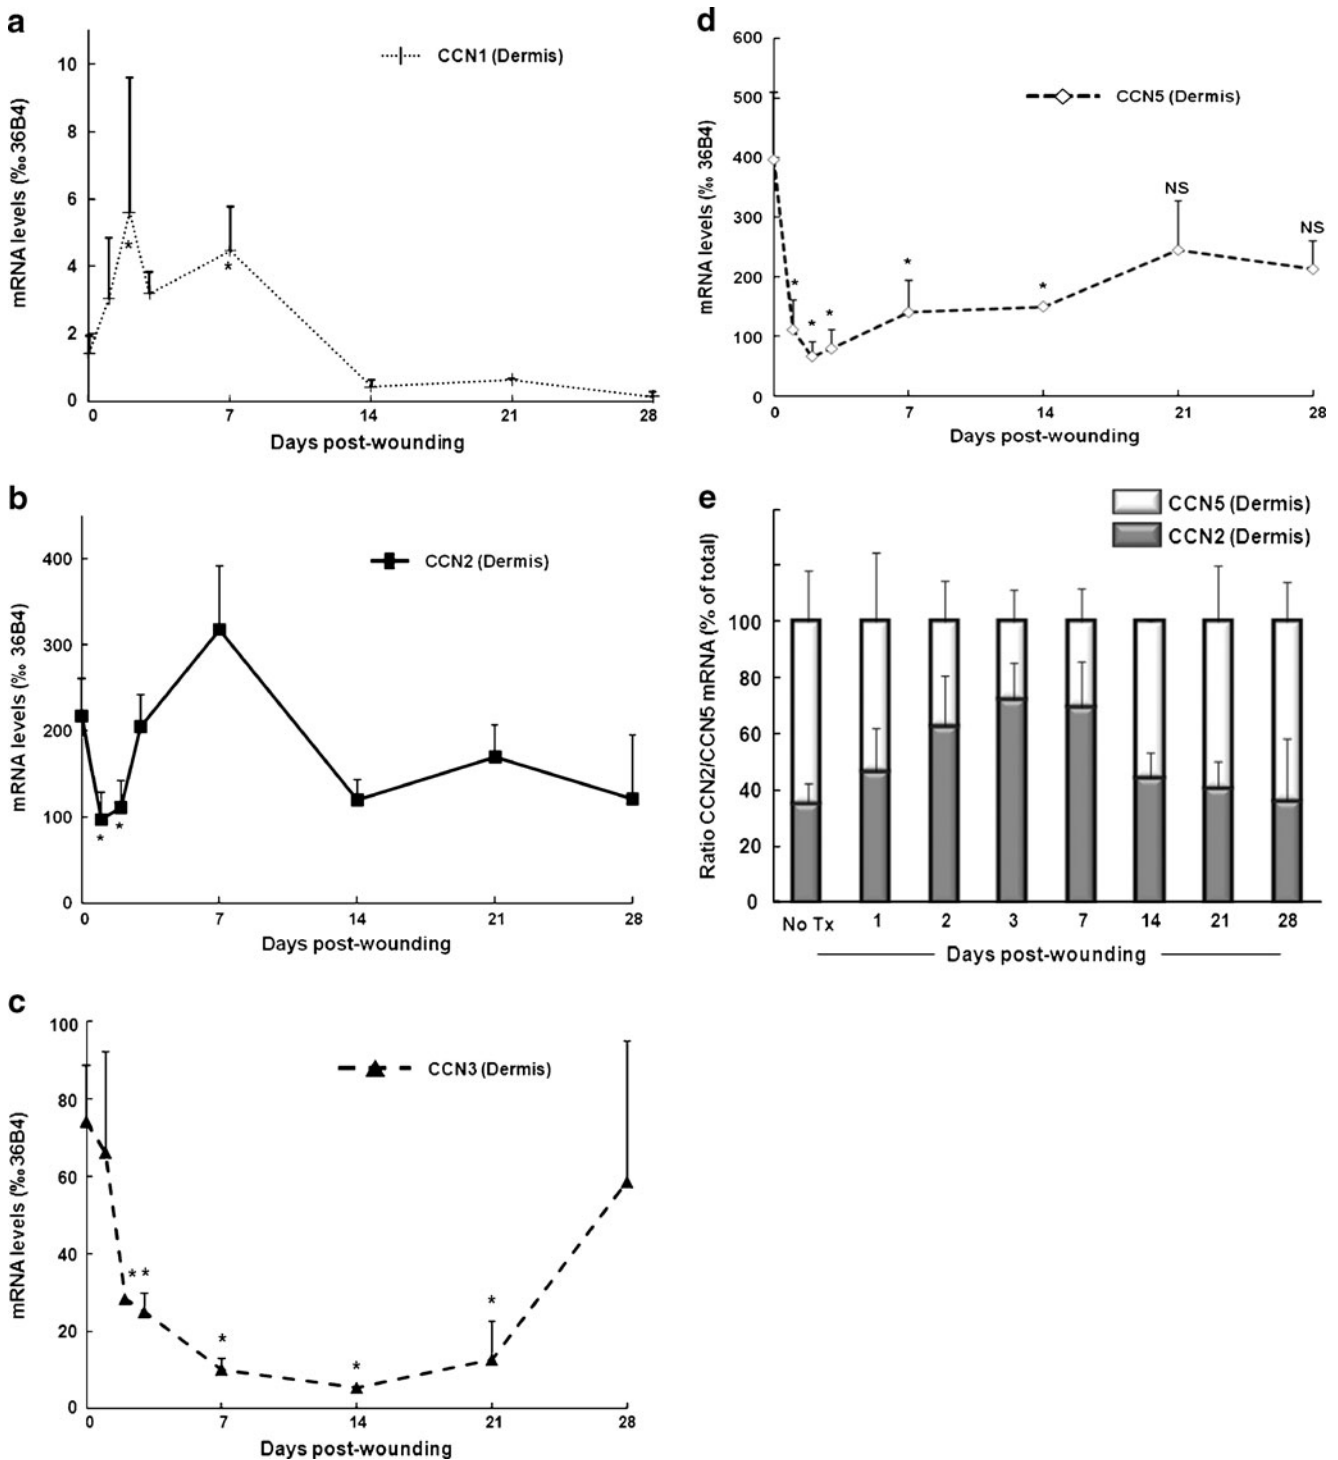 a
CCN1 (Dermis)
mRNA levels (‰ 36B4)
10
8
6
4
2
0
*
*
0 7 14 21 28
Days post-wounding
b
CCN2 (Dermis)
mRNA levels (‰ 36B4)
400
300
200
100
0
*
*
0 7 14 21 28
Days post-wounding
c
CCN3 (Dermis)
mRNA levels (‰ 36B4)
100
80
60
40
20
0
* *
*
*
*
0 7 14 21 28
Days post-wounding
d
CCN5 (Dermis)
mRNA levels (‰ 36B4)
600
500
400
300
200
100
0
*
*
*
*
*
NS
NS
0 7 14 21 28
Days post-wounding
e
CCN5 (Dermis)
CCN2 (Dermis)
Ratio CCN2/CCN5 mRNA (% of total)
100
80
60
40
20
0
No Tx 1 2 3 7 14 21 28
Days post-wounding